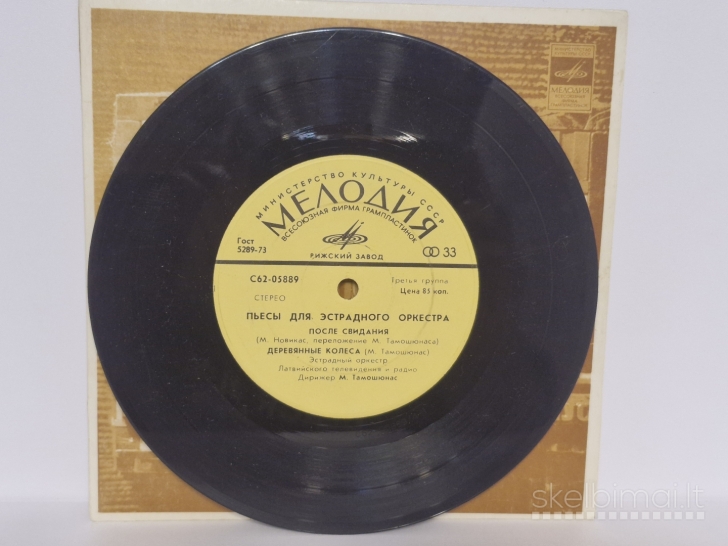 МЕЛОДИЯ
МИНИСТЕРСТВО КУЛЬТУРЫ СССР
МЕЛОДИЯ
ВСЕСОЮЗНАЯ ФИРМА ГРАМПЛАСТИНОК
Гост
5289-73
33
РИЖСКИЙ ЗАВОД
С62-05889
Третья группа
СТЕРЕО
Цена 85 коп.
ПЬЕСЫ ДЛЯ ЭСТРАДНОГО ОРКЕСТРА
ПОСЛЕ СВИДАНИЯ
(М. Новикас, переложение М. Тамошюнаса)
ДЕРЕВЯННЫЕ КОЛЕСА (М. Тамошюнас)
Эстрадный оркестр
Латвийского телевидения и радио
Дирижер М. Тамошюнас
skelbimai.lt